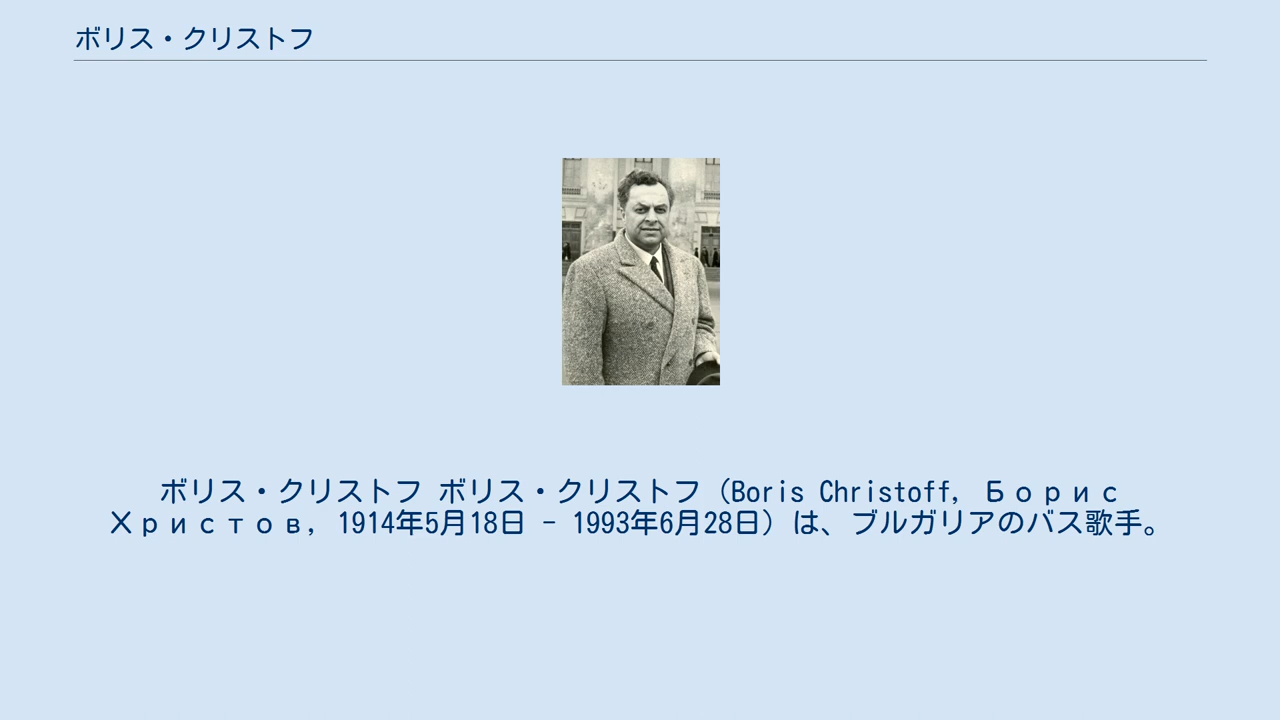 ボリス・クリストフ
ボリス・クリストフ ボリス・クリストフ（Boris Christoff, Борис
Христов, 1914年5月18日 - 1993年6月28日）は、ブルガリアのバス歌手。